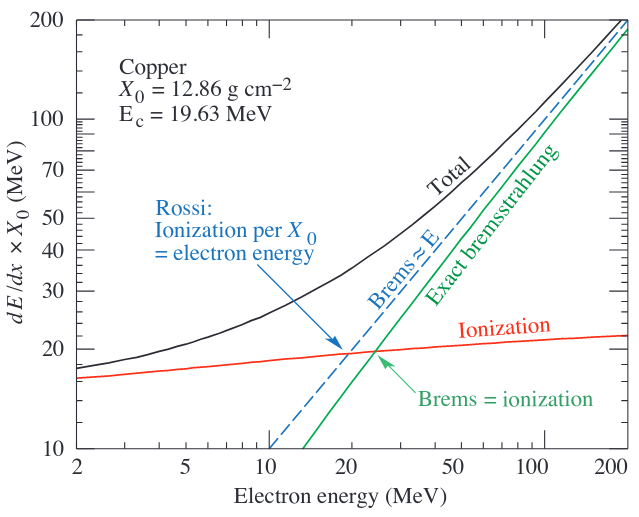 200
100
70
50
40
30
20
10
dE/dx × X₀ (MeV)
Copper
X₀ = 12.86 g cm⁻²
E_c = 19.63 MeV
Rossi:
Ionization per X₀
= electron energy
Total
Brems ≈ E
Exact bremsstrahlung
Ionization
Brems = ionization
2 5 10 20 50 100 200
Electron energy (MeV)